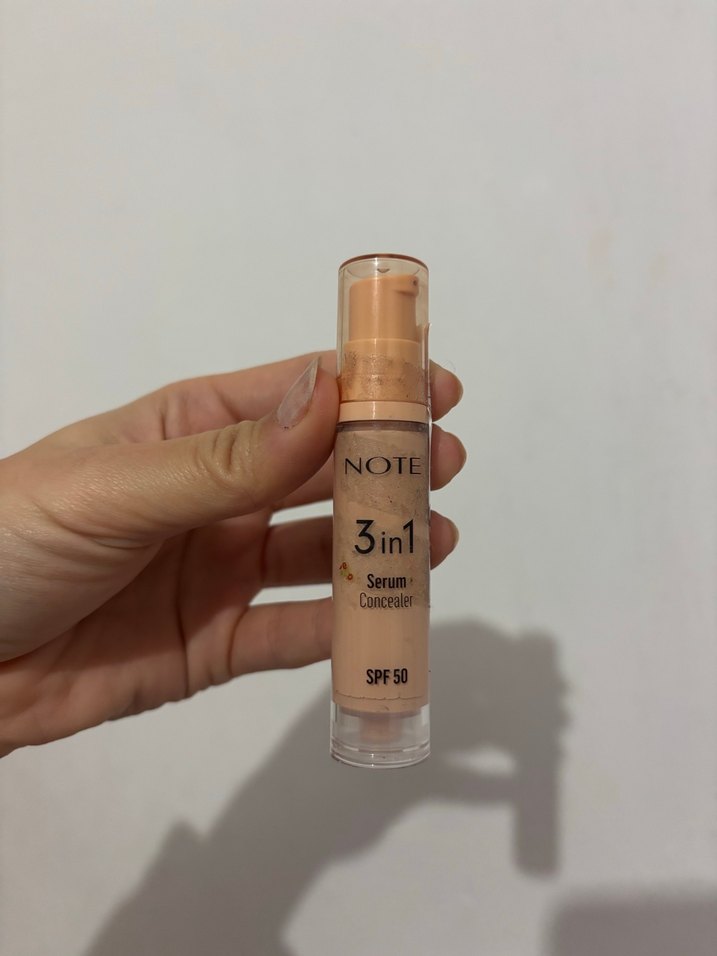 NOTE
3in1
Serum
Concealer
SPF 50